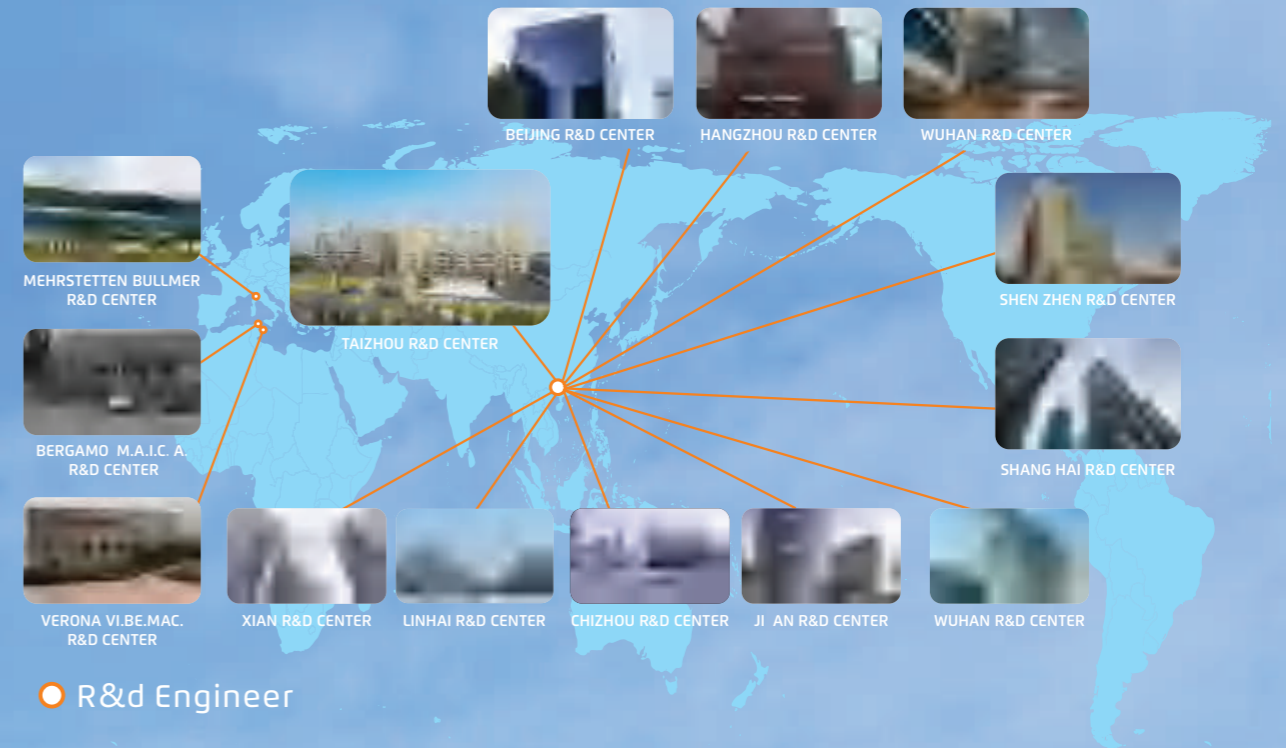 BEIJING R&D CENTER
HANGZHOU R&D CENTER
WUHAN R&D CENTER
MEHRSTETTEN BULLMER
R&D CENTER
SHEN ZHEN R&D CENTER
TAIZHOU R&D CENTER
BERGAMO M.A.I.C. A.
R&D CENTER
SHANG HAI R&D CENTER
VERONA VI.BE.MAC.
R&D CENTER
XIAN R&D CENTER
LINHAI R&D CENTER
CHIZHOU R&D CENTER
JI AN R&D CENTER
WUHAN R&D CENTER
R&d Engineer